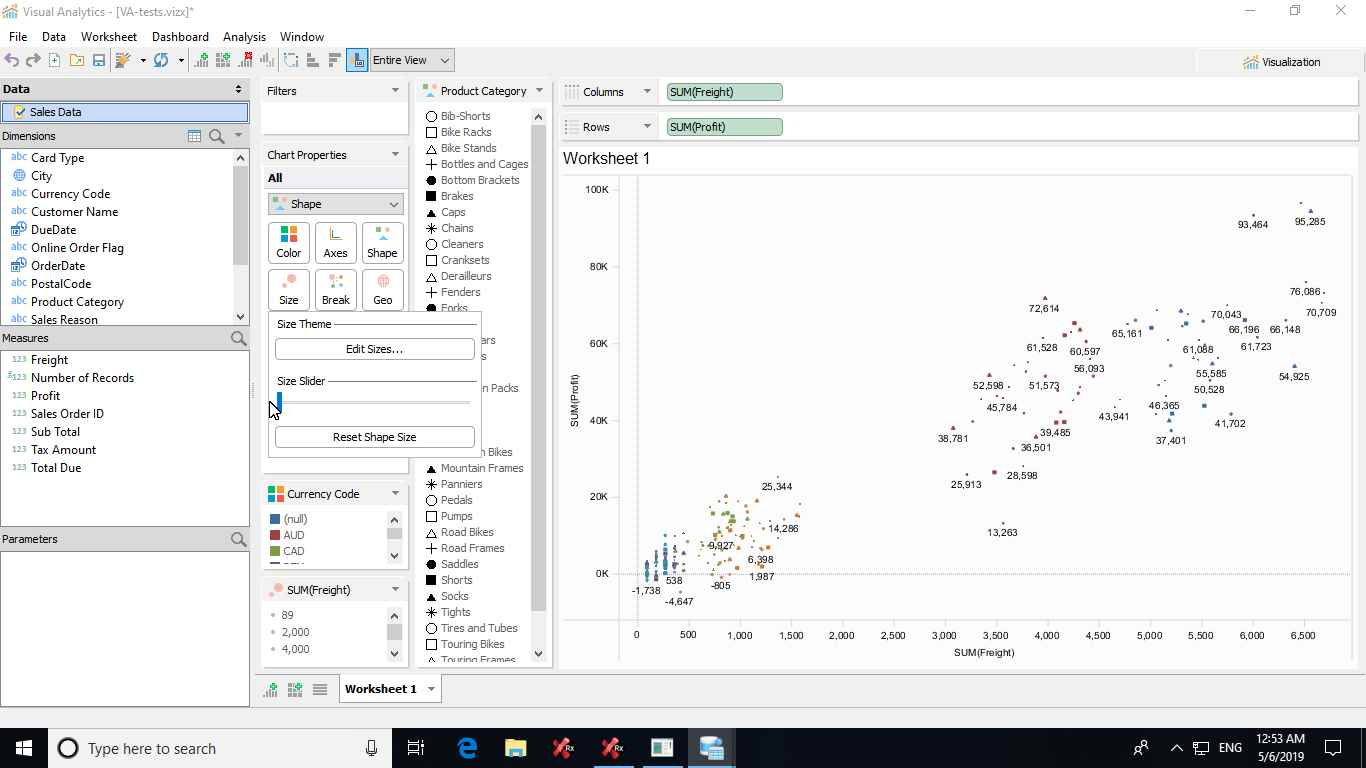 Visual Analytics - [VA-tests.vizx]*
File Data Worksheet Dashboard Analysis Window
Entire View
Visualization
Data
Sales Data
Dimensions
abc Card Type
City
abc Currency Code
abc Customer Name
DueDate
abc Online Order Flag
OrderDate
abc PostalCode
abc Product Category
abc Sales Reason
Measures
123 Freight
123 Number of Records
123 Profit
123 Sales Order ID
123 Sub Total
123 Tax Amount
123 Total Due
Parameters
Filters
Chart Properties
All
Shape
Color Axes Shape
Size Break Geo
Size Theme
Edit Sizes...
Size Slider
Reset Shape Size
Currency Code
(null)
AUD
CAD
SUM(Freight)
89
2,000
4,000
Product Category
Bib-Shorts
Bike Racks
Bike Stands
Bottles and Cages
Bottom Brackets
Brakes
Caps
Chains
Cleaners
Cranksets
Derailleurs
Fenders
Forks
ars
s
n Packs
Bikes
Mountain Frames
Panniers
Pedals
Pumps
Road Bikes
Road Frames
Saddles
Shorts
Socks
Tights
Tires and Tubes
Touring Bikes
Touring Frames
Columns SUM(Freight)
Rows SUM(Profit)
Worksheet 1
100K
80K
60K
40K
20K
0K
SUM(Profit)
93,464
95,285
76,086
72,614
70,043
70,709
65,161
66,196
66,148
61,528
60,597
61,088
61,723
56,093
55,585
54,925
52,598
51,573
50,528
45,784
46,365
43,941
41,702
38,781
39,485
37,401
36,501
28,598
25,913
25,344
14,286
13,263
9,927
6,398
538
1,987
-805
-1,738
-4,647
0 500 1,000 1,500 2,000 2,500 3,000 3,500 4,000 4,500 5,000 5,500 6,000 6,500
SUM(Freight)
Worksheet 1
Type here to search
Rx
Rx
ENG
12:53 AM
5/6/2019